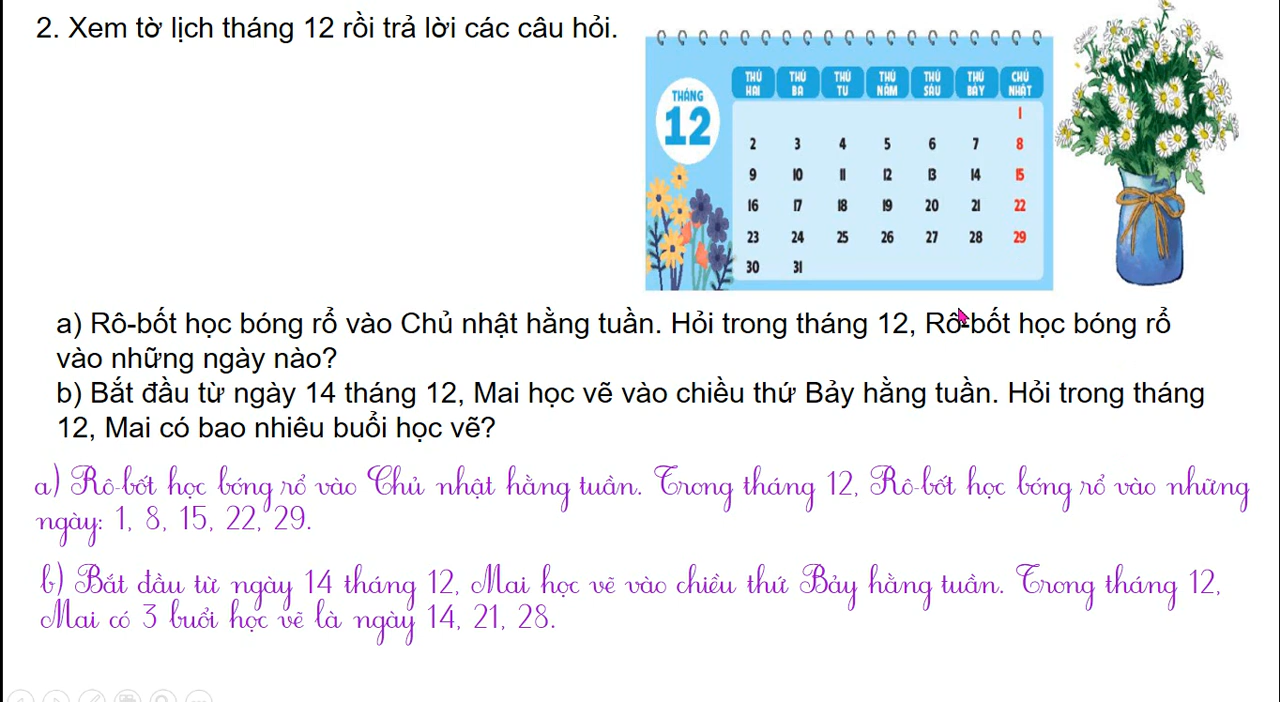 2. Xem tờ lịch tháng 12 rồi trả lời các câu hỏi.
THÁNG
12
THỨ HAI THỨ BA THỨ TƯ THỨ NĂM THỨ SÁU THỨ BẢY CHỦ NHẬT
1
2 3 4 5 6 7 8
9 10 11 12 13 14 15
16 17 18 19 20 21 22
23 24 25 26 27 28 29
30 31
a) Rô-bốt học bóng rổ vào Chủ nhật hằng tuần. Hỏi trong tháng 12, Rô-bốt học bóng rổ
vào những ngày nào?
b) Bắt đầu từ ngày 14 tháng 12, Mai học vẽ vào chiều thứ Bảy hằng tuần. Hỏi trong tháng
12, Mai có bao nhiêu buổi học vẽ?
a) Rô-bốt học bóng rổ vào Chủ nhật hằng tuần. Trong tháng 12, Rô-bốt học bóng rổ vào những
ngày: 1, 8, 15, 22, 29.
b) Bắt đầu từ ngày 14 tháng 12, Mai học vẽ vào chiều thứ Bảy hằng tuần. Trong tháng 12,
Mai có 3 buổi học vẽ là ngày 14, 21, 28.